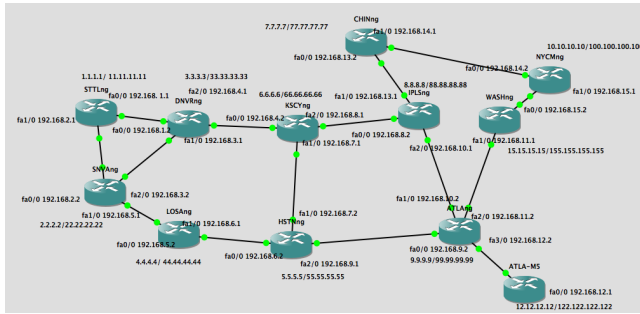 CHINng
7.7.7.7/77.77.77.77
fa1/0 192.168.14.1
10.10.10.10/100.100.100.100
NYCMng
fa0/0 192.168.13.2
fa0/0 192.168.14.2
1.1.1.1/ 11.11.11.11
3.3.3.3/33.33.33.33
8.8.8.8/88.88.88.88
STTLng
fa2/0 192.168.4.1
6.6.6.6/66.66.66.66
fa1/0 192.168.13.1
IPLSng
WASHng
fa1/0 192.168.15.1
fa0/0 192.168. 1.1
DNVRng
KSCYng
fa0/0 192.168.15.2
fa1/0 192.168.2.1
fa0/0 192.168.4.2
fa2/0 192.168.8.1
fa0/0 192.168.1.2
fa0/0 192.168.8.2
fa1/0 192.168.3.1
fa1/0 192.168.7.1
fa1/0 192.168.11.1
fa2/0 192.168.10.1
15.15.15.15/155.155.155.155
SNVAng
fa0/0 192.168.2.2
fa2/0 192.168.3.2
fa1/0 192.168.10.2
ATLAng
fa1/0 192.168.5.1
LOSAng
fa1/0 192.168.7.2
fa2/0 192.168.11.2
2.2.2.2/22.22.22.22
fa1/0 192.168.6.1
HSTNng
fa3/0 192.168.12.2
fa0/0 192.168.5.2
fa0/0 192.168.6.2
fa0/0 192.168.9.2
4.4.4.4/ 44.44.44.44
fa2/0 192.168.9.1
9.9.9.9/99.99.99.99
ATLA-M5
5.5.5.5/55.55.55.55
fa0/0 192.168.12.1
12.12.12.12/122.122.122.122